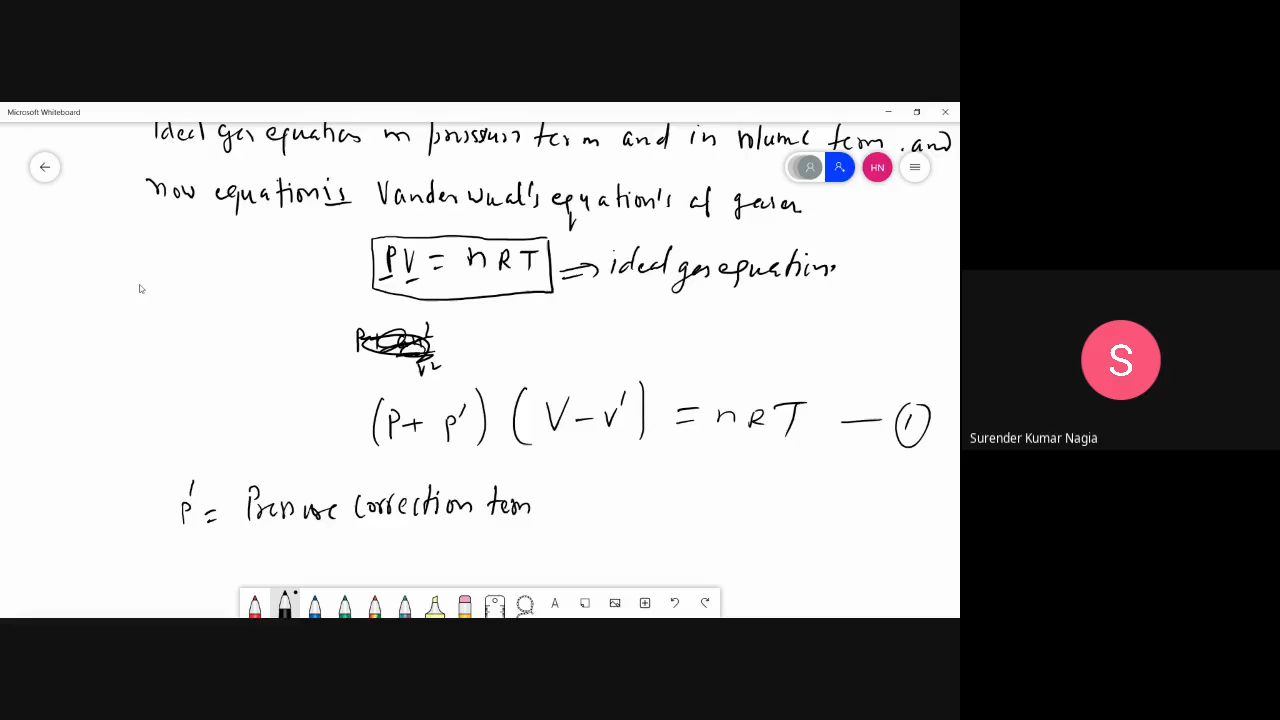 Microsoft Whiteboard
Ideal gas equation in pressure term and in volume term . and
now equation is Vanderwual's equation's of gases
HN
PV = nRT ⇒ ideal gas equation.
(P + p') (V - v') = nRT — ①
p' = Pressure correction term
S
Surender Kumar Nagia